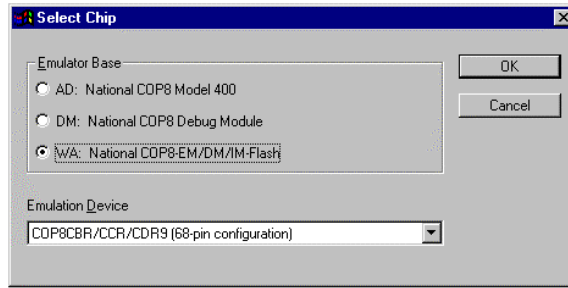 Select Chip
Emulator Base
AD: National COP8 Model 400
DM: National COP8 Debug Module
WA: National COP8-EM/DM/IM-Flash
OK
Cancel
Emulation Device
COP8CBR/CCR/CDR9 (68-pin configuration)